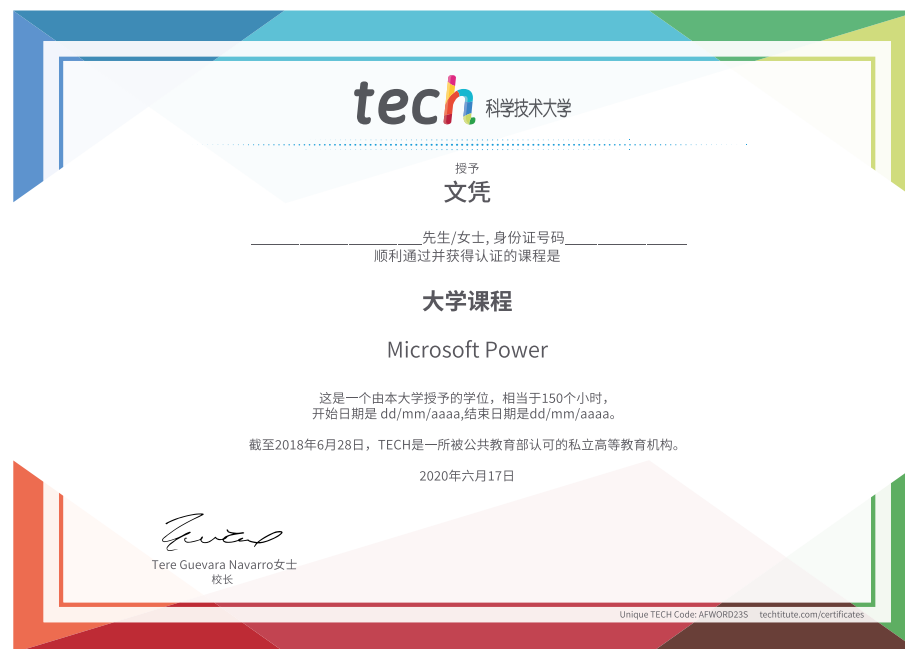 tech 科学技术大学
授予
文凭
____________________先生/女士, 身份证号码______________
顺利通过并获得认证的课程是
大学课程
Microsoft Power
这是一个由本大学授予的学位，相当于150个小时，
开始日期是 dd/mm/aaaa,结束日期是dd/mm/aaaa。
截至2018年6月28日，TECH是一所被公共教育部认可的私立高等教育机构。
2020年六月17日
Tere Guevara Navarro女士
校长
Unique TECH Code: AFWORD23S techtitute.com/certificates